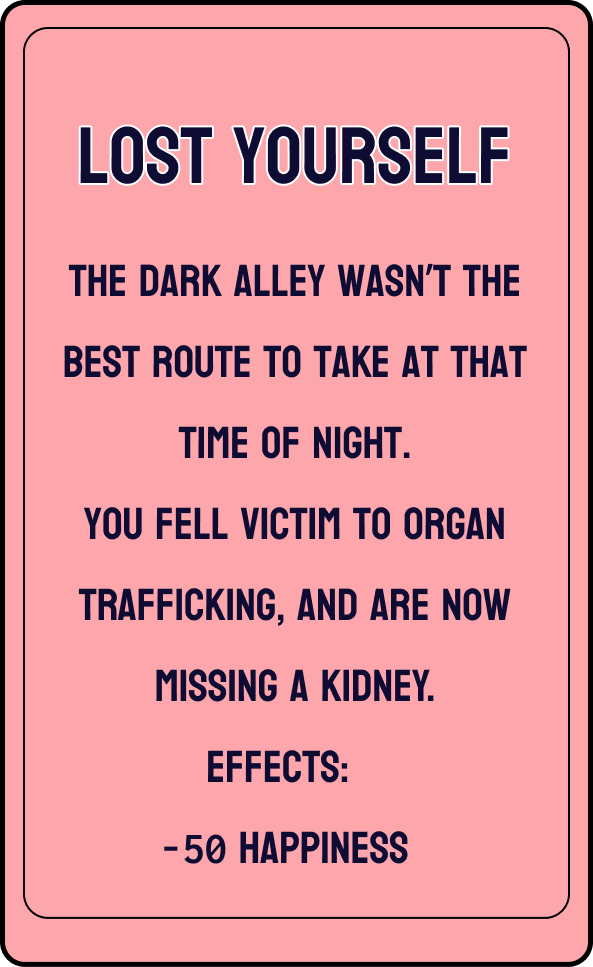 LOST YOURSELF
THE DARK ALLEY WASN'T THE
BEST ROUTE TO TAKE AT THAT
TIME OF NIGHT.
YOU FELL VICTIM TO ORGAN
TRAFFICKING, AND ARE NOW
MISSING A KIDNEY.
EFFECTS:
-50 HAPPINESS